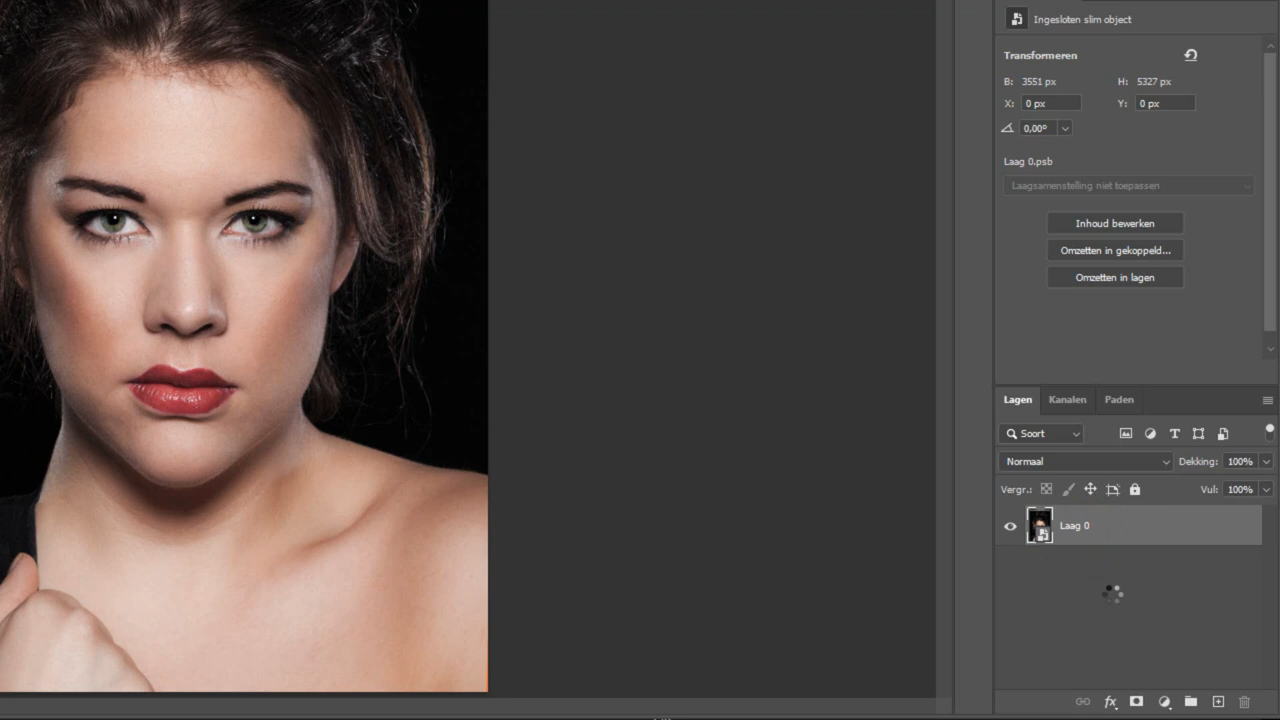 Ingesloten slim object
Transformeren
B: 3551 px H: 5327 px
X: 0 px Y: 0 px
0,00°
Laag 0.psb
Laagsamenstelling niet toepassen
Inhoud bewerken
Omzetten in gekoppeld...
Omzetten in lagen
Lagen Kanalen Paden
Soort
Normaal Dekking: 100%
Vergr.: Vul: 100%
Laag 0
fx